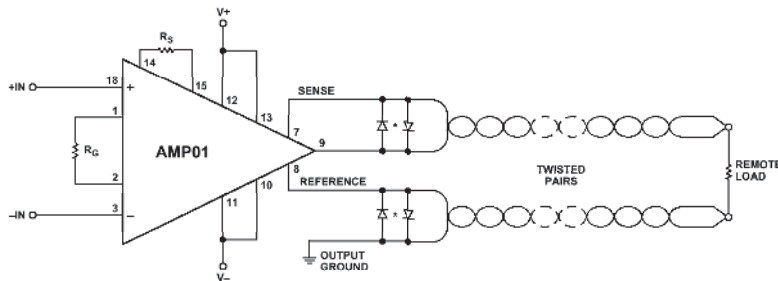 V+
RS
14
15
+IN
18
+
12
13
SENSE
1
7
*
RG
AMP01
9
TWISTED PAIRS
REMOTE LOAD
8
2
REFERENCE
10
11
*
–IN
3
–
OUTPUT GROUND
V–